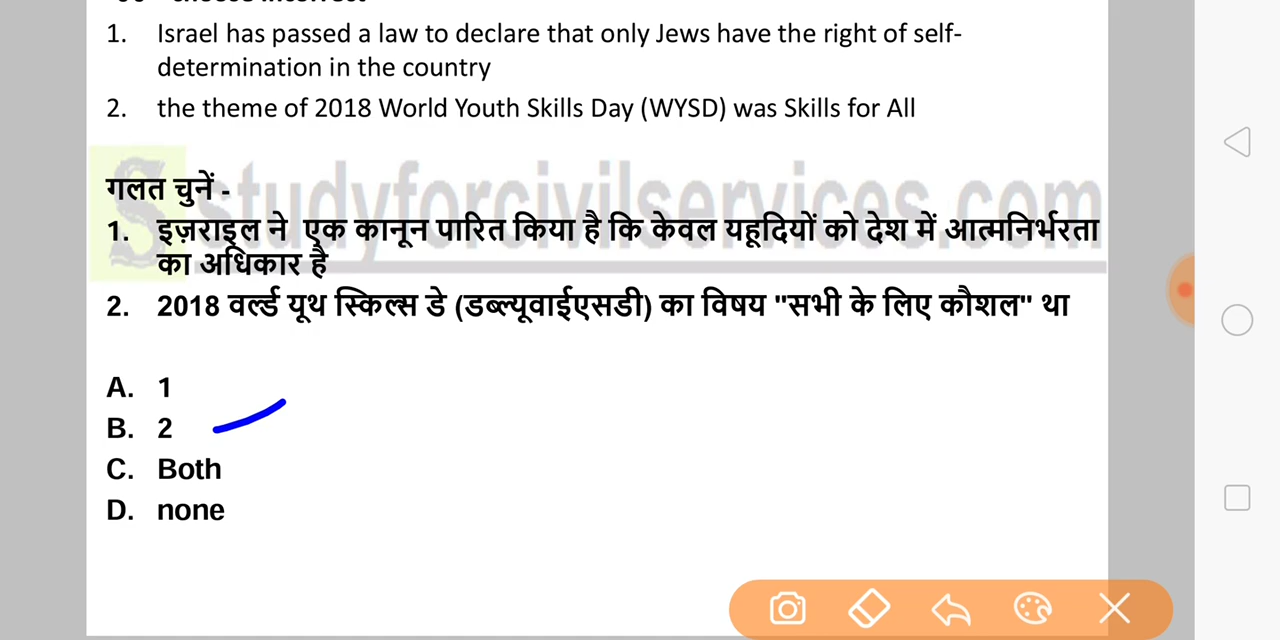 1. Israel has passed a law to declare that only Jews have the right of self-
determination in the country
2. the theme of 2018 World Youth Skills Day (WYSD) was Skills for All
studyforcivilservices.com
गलत चुनें -
1. इज़राइल ने एक कानून पारित किया है कि केवल यहूदियों को देश में आत्मनिर्भरता
का अधिकार है
2. 2018 वर्ल्ड यूथ स्किल्स डे (डब्ल्यूवाईएसडी) का विषय "सभी के लिए कौशल" था
A. 1
B. 2
C. Both
D. none